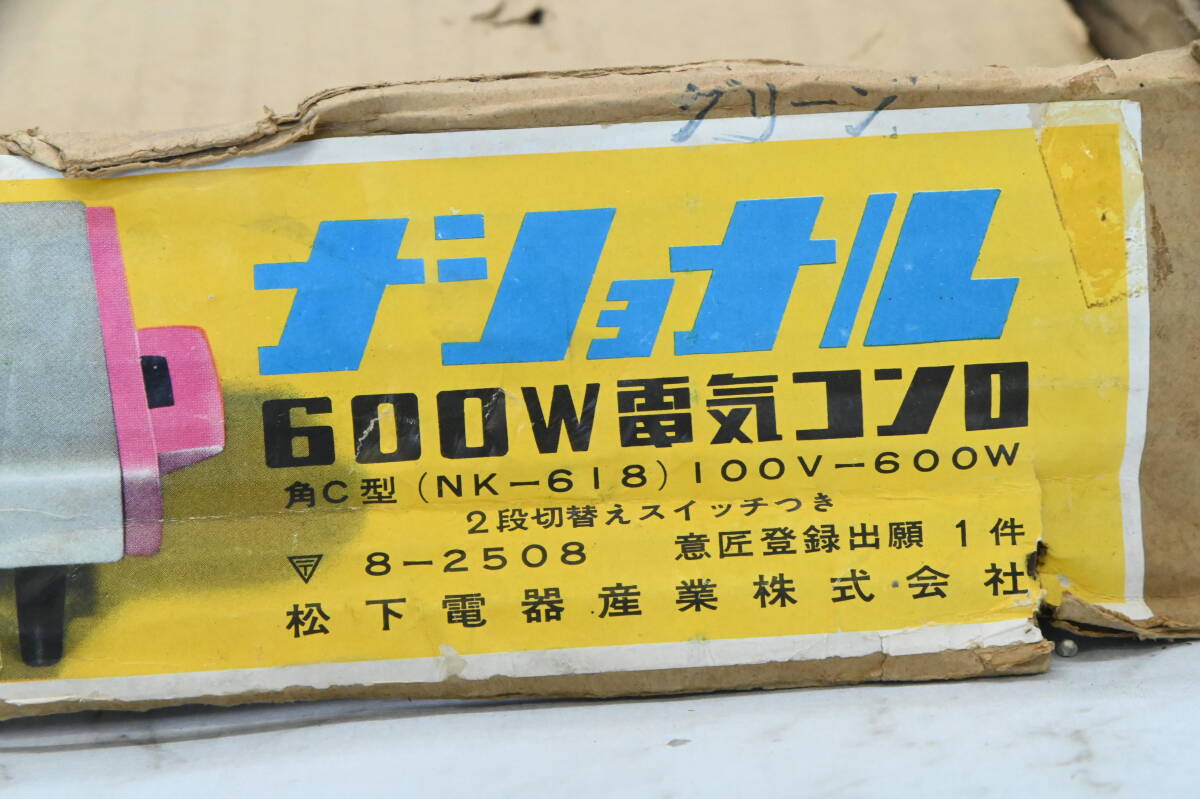 グリーン
ナショナル
600W電気コンロ
角C型(NK-618)100V-600W
2段切替えスイッチつき
〒 8-2508 意匠登録出願1件
松下電器産業株式会社